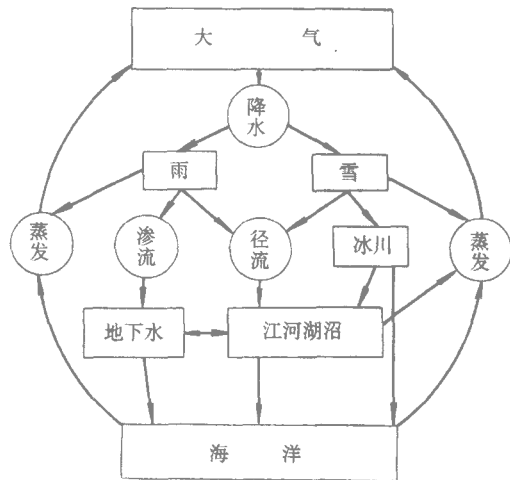 大 气
降水
雨
雪
蒸发
渗流
径流
冰川
蒸发
地下水
江河湖沼
海 洋